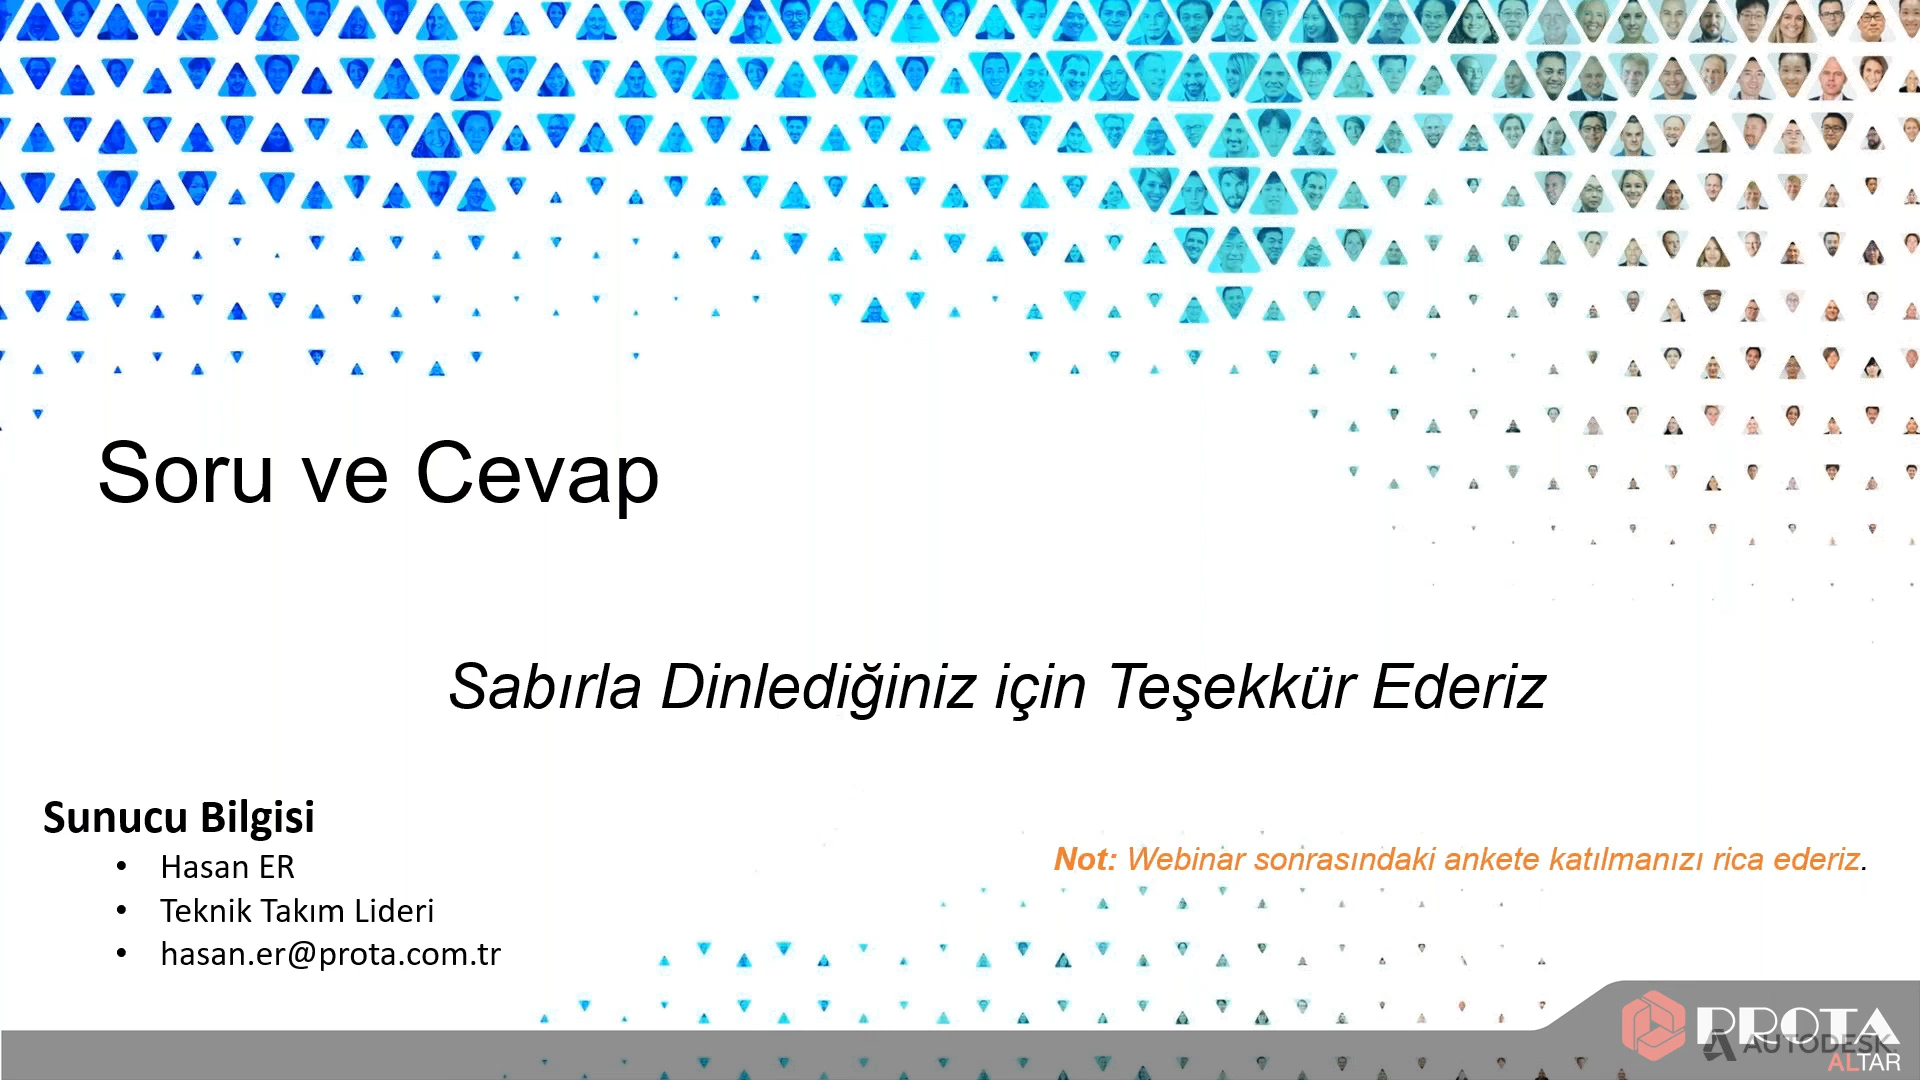 Soru ve Cevap
Sabırla Dinlediğiniz için Teşekkür Ederiz
Sunucu Bilgisi
• Hasan ER
• Teknik Takım Lideri
• hasan.er@prota.com.tr
Not: Webinar sonrasındaki ankete katılmanızı rica ederiz.
PROTA
AUTODESK.
ALTAR